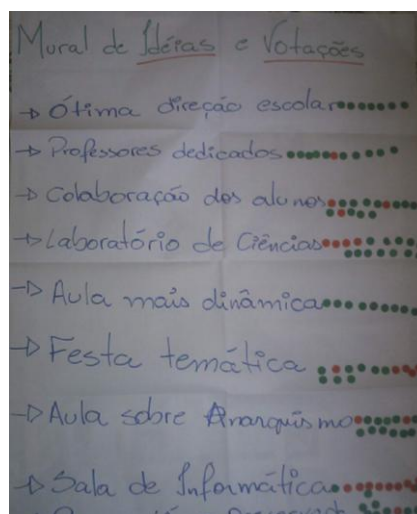 Mural de Idéias e Votações
→ Ótima direção escolar
→ Professores dedicados
→ Colaboração dos alunos
→ Laboratório de Ciências
→ Aula mais dinâmica
→ Festa temática
→ Aula sobre Anarquismo
→ Sala de Informática